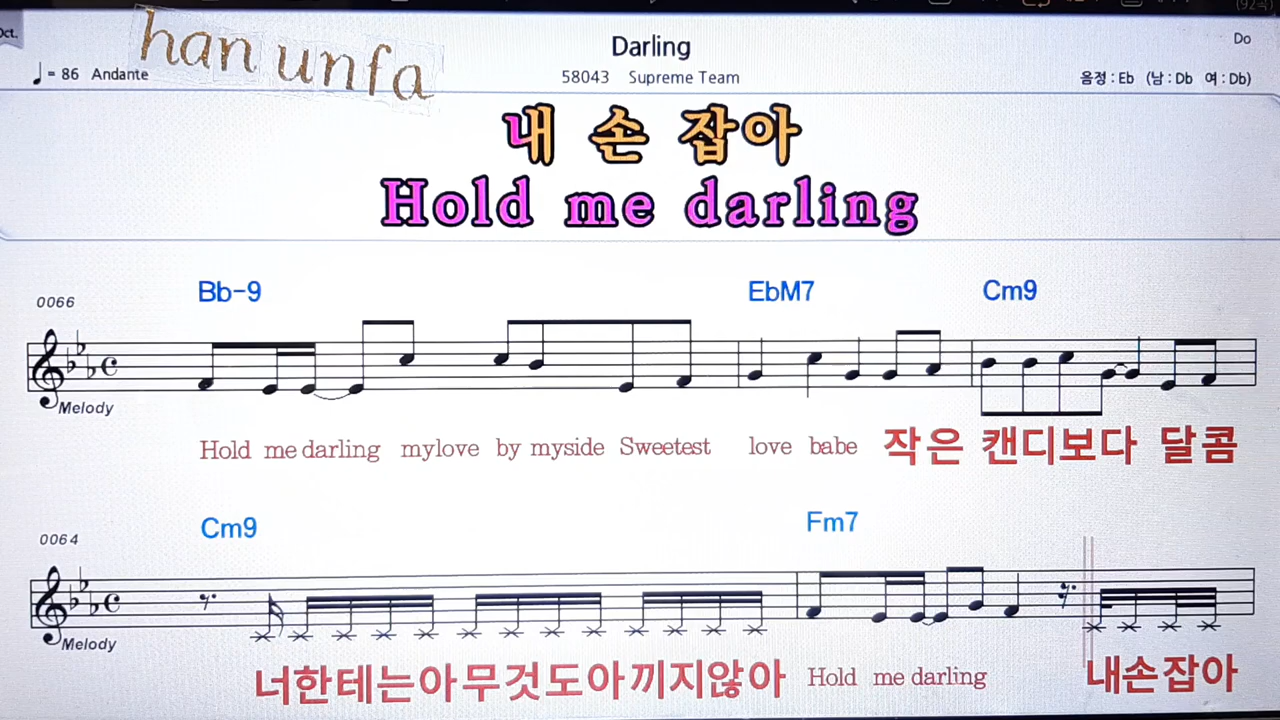 (92곡)
Oct.
han unfa
Darling
Do
♩ = 86 Andante
58043 Supreme Team
음정 : Eb (남 : Db 여 : Db)
내 손 잡아
Hold me darling
0066
Bb-9 EbM7 Cm9
Melody
Hold me darling mylove by myside Sweetest love babe 작은 캔디보다 달콤
0064
Cm9 Fm7
Melody
너한테는아무것도아끼지않아 Hold me darling 내손잡아